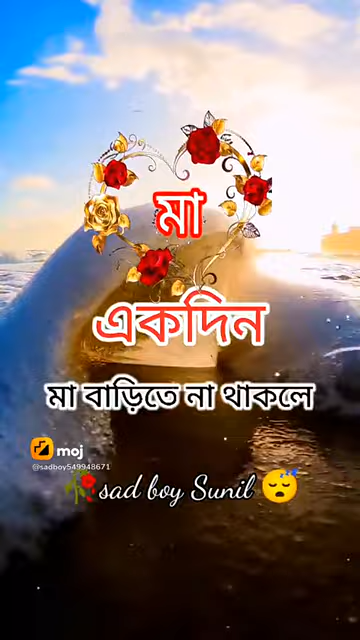 মা
একদিন
মা বাড়িতে না থাকলে
moj
@sadboy549948671
🥀sad boy Sunil😴